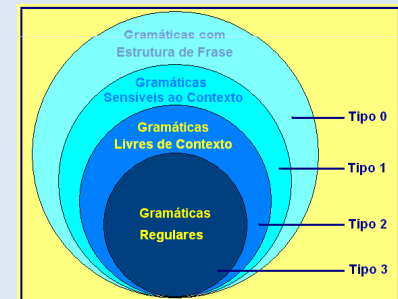 Gramáticas com
Estrutura de Frase
Gramáticas
Sensíveis ao Contexto
Tipo 0
Gramáticas
Livres de Contexto
Tipo 1
Gramáticas
Regulares
Tipo 2
Tipo 3